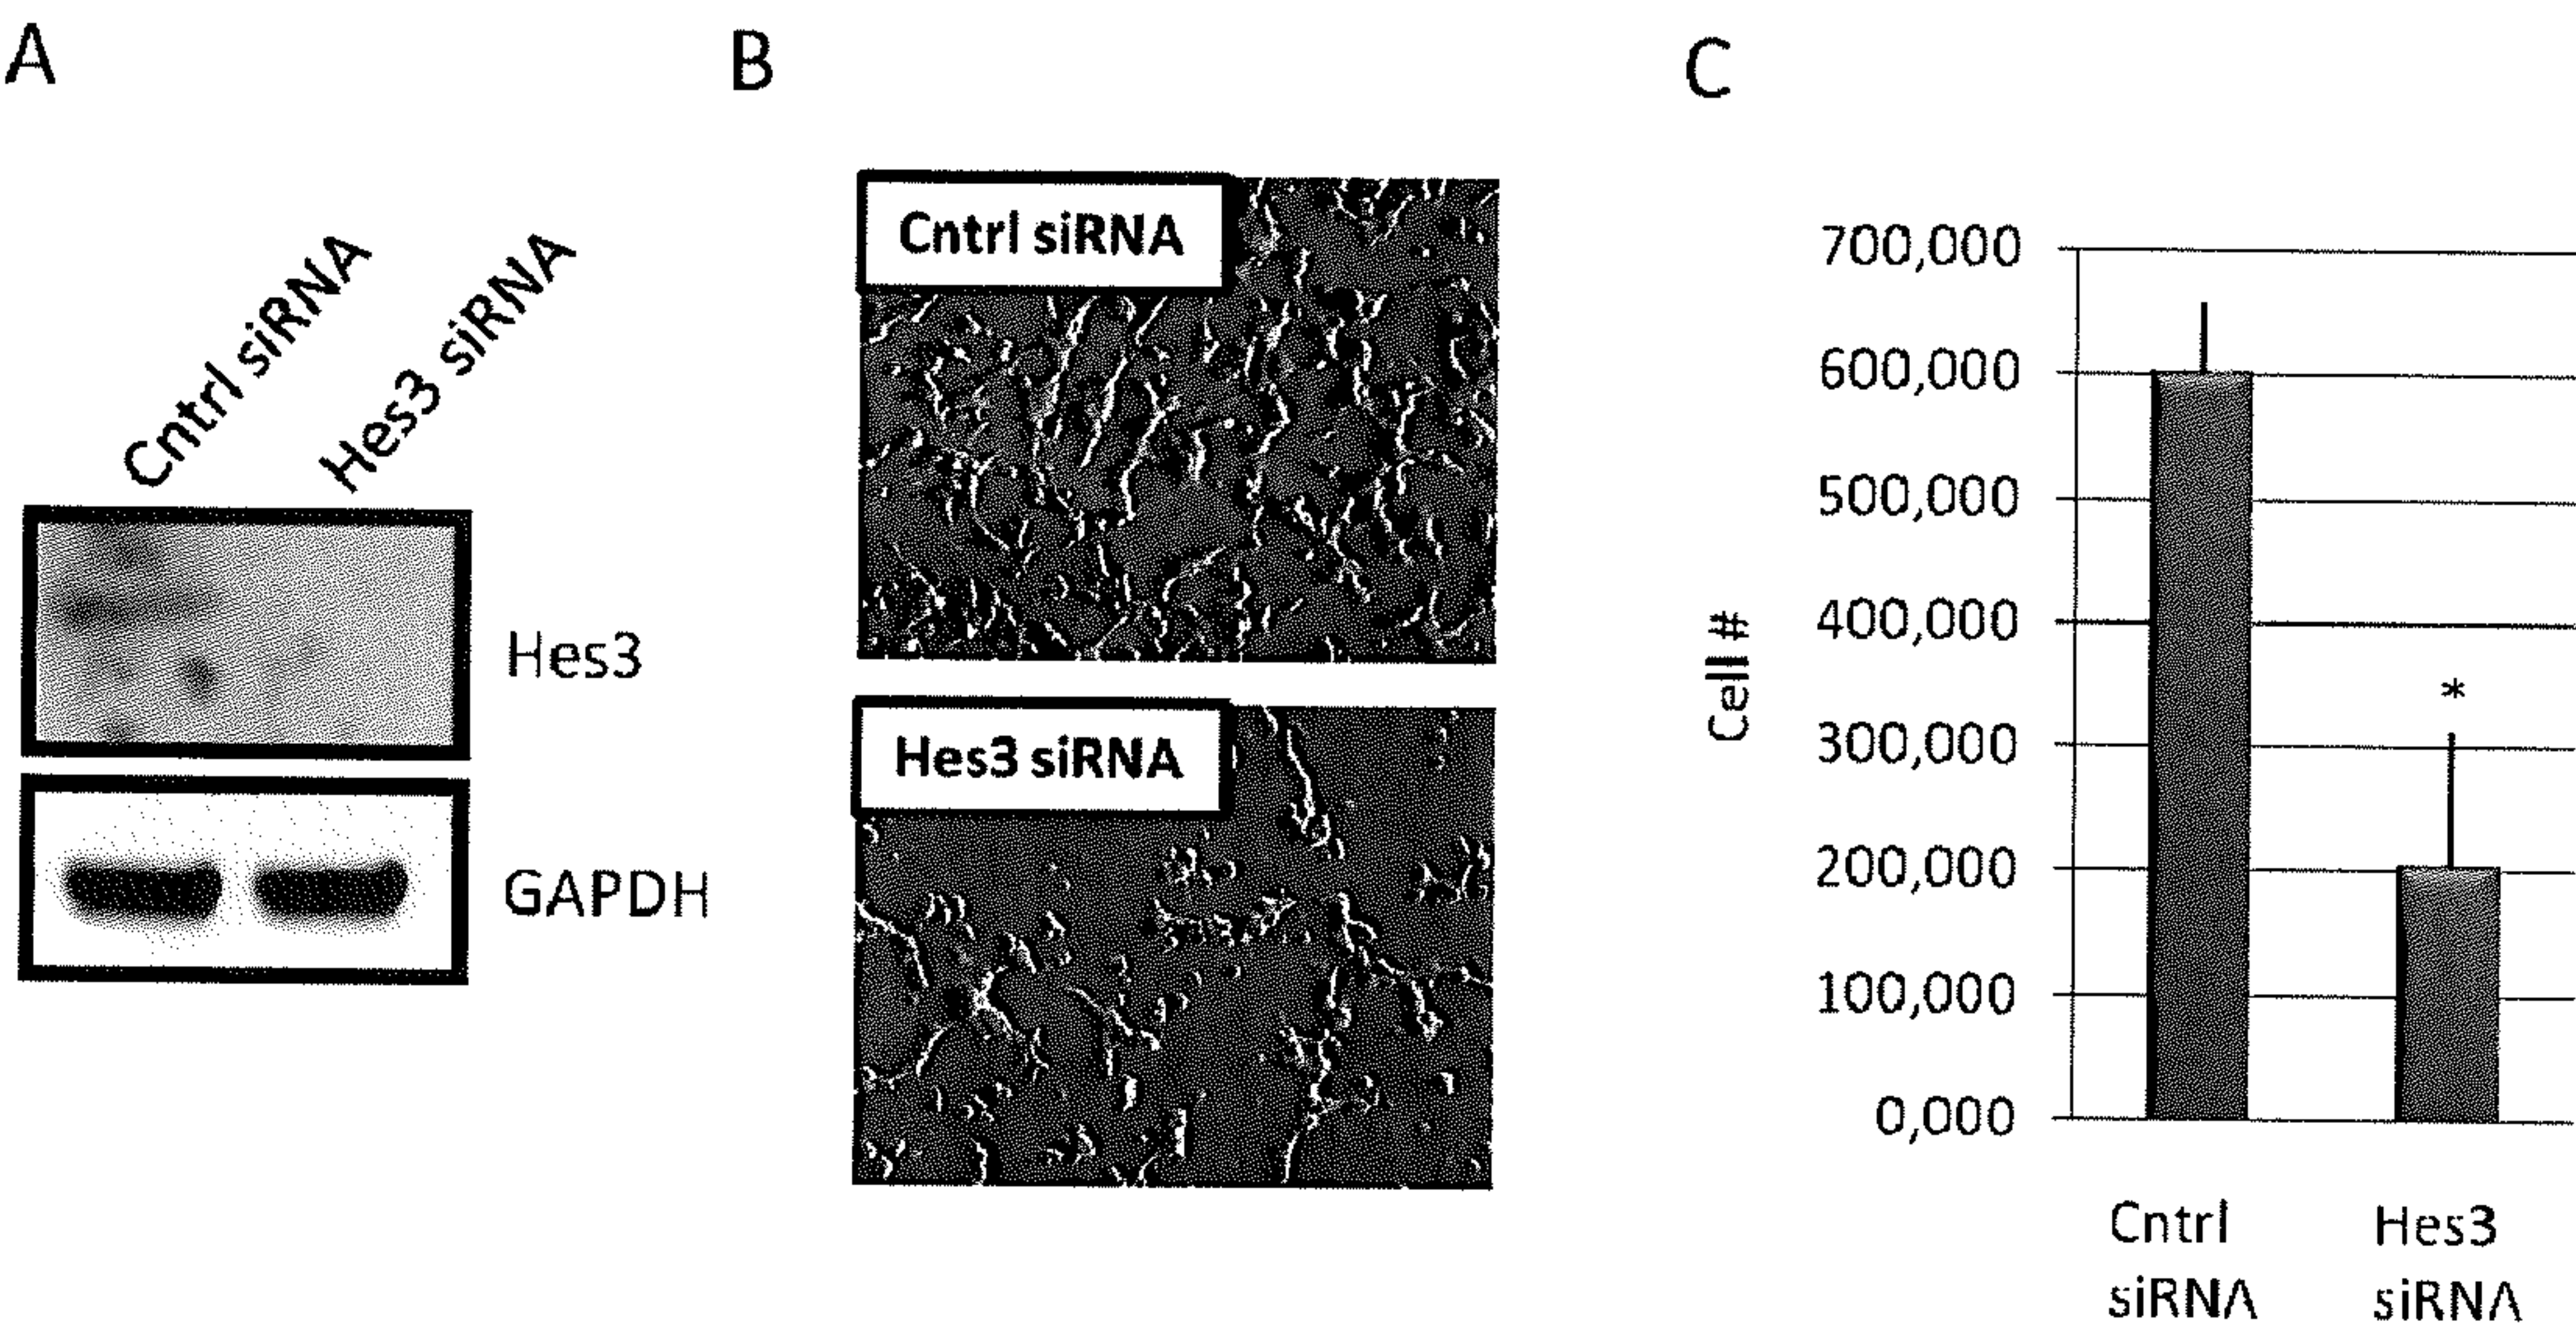 A
B
C
Cntrl siRNA
Hes3 siRNA
Hes3
GAPDH
Cntrl siRNA
Hes3 siRNA
Cell #
700,000
600,000
500,000
400,000
300,000
200,000
100,000
0,000
*
Cntrl
siRNA
Hes3
siRNA